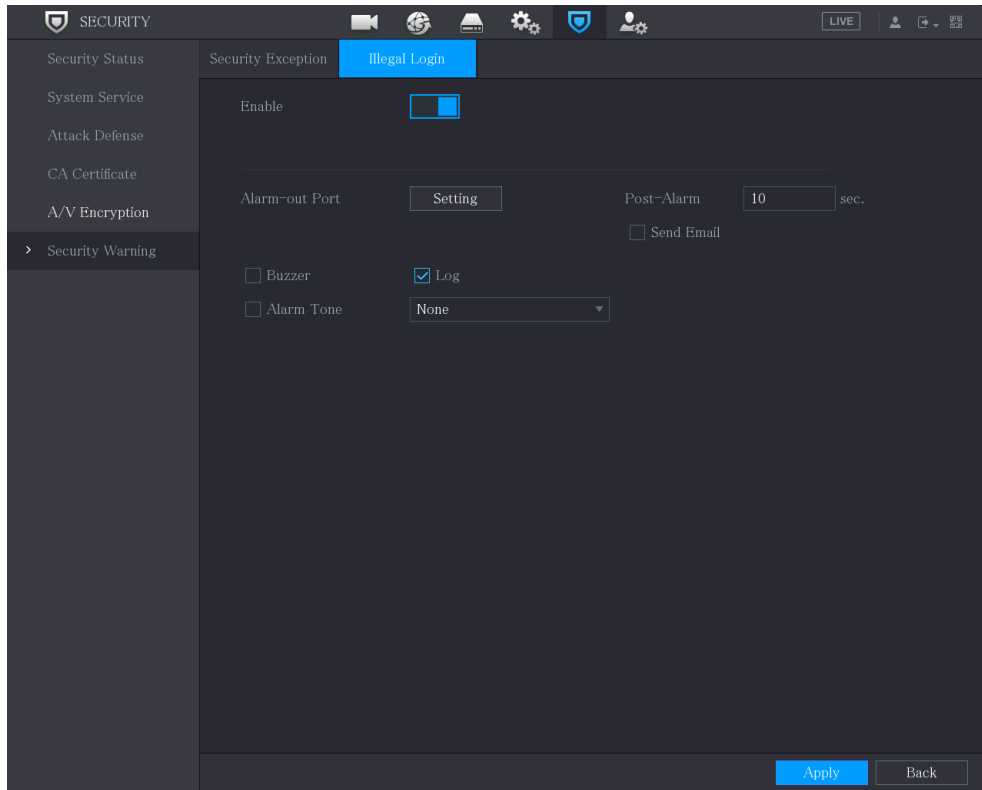 SECURITY
LIVE
Security Status
System Service
Attack Defense
CA Certificate
A/V Encryption
Security Warning
Security Exception Illegal Login
Enable
Alarm-out Port Setting Post-Alarm 10 sec.
Send Email
Buzzer Log
Alarm Tone None
Apply Back